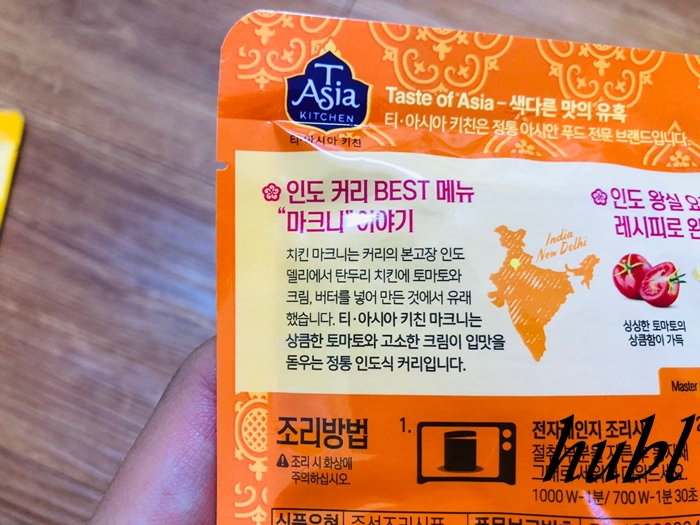 T
Asia
KITCHEN
티·아시아 키친
Taste of Asia – 색다른 맛의 유혹
티·아시아 키친은 정통 아시안 푸드 전문 브랜드입니다.
인도 커리 BEST 메뉴
"마크니" 이야기
치킨 마크니는 커리의 본고장 인도
델리에서 탄두리 치킨에 토마토와
크림, 버터를 넣어 만든 것에서 유래
했습니다. 티·아시아 키친 마크니는
상큼한 토마토와 고소한 크림이 입맛을
돋우는 정통 인도식 커리입니다.
India
New Delhi
인도 왕실
레시피로
싱싱한 토마토의
상큼함이 가득
Master
조리방법
조리 시 화상에
주의하십시오.
1.
조리시
hubl
1000 W-1분/ 700 W-1분 30초
식품유형